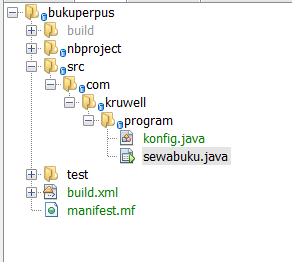 bukuperpus
build
nbproject
src
com
kruwell
program
konfig.java
sewabuku.java
test
build.xml
manifest.mf